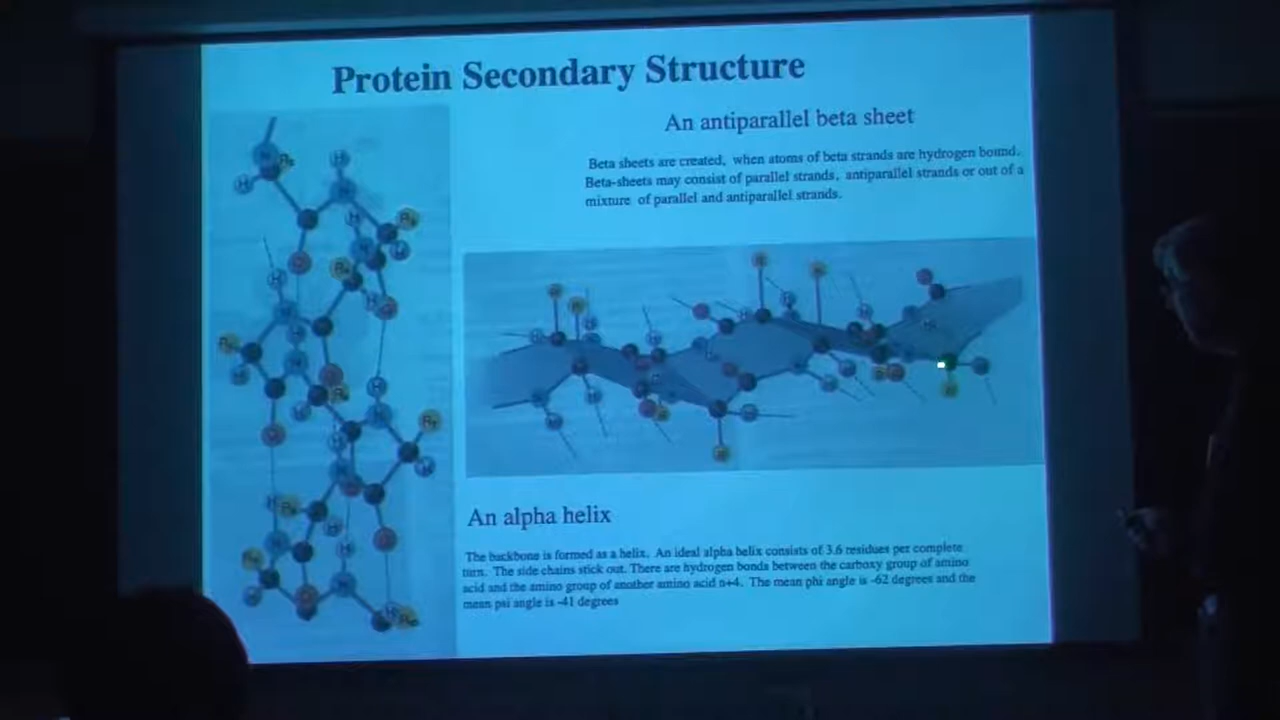 Protein Secondary Structure
An antiparallel beta sheet
Beta sheets are created, when atoms of beta strands are hydrogen bound.
Beta-sheets may consist of parallel strands, antiparallel strands or out of a
mixture of parallel and antiparallel strands.
An alpha helix
The backbone is formed as a helix. An ideal alpha helix consists of 3.6 residues per complete
turn. The side chains stick out. There are hydrogen bonds between the carboxy group of amino
acid and the amino group of another amino acid n+4. The mean phi angle is -62 degrees and the
mean psi angle is -41 degrees